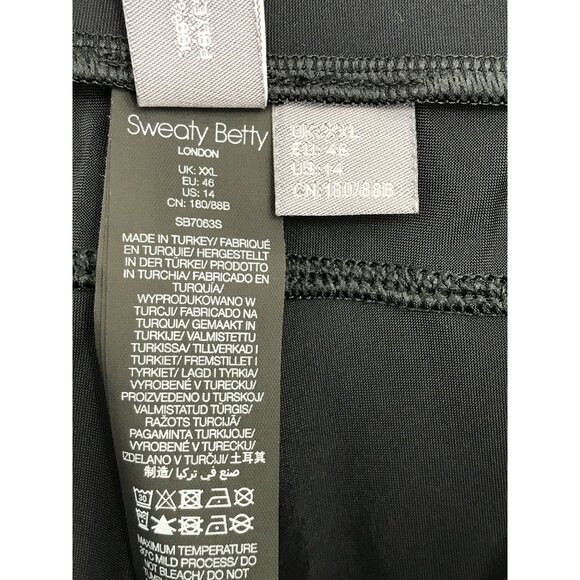 Sweaty Betty
LONDON
UK: XXL
EU: 46
US: 14
CN: 180/88B
SB7063S
MADE IN TURKEY/ FABRIQUÉ
EN TURQUIE/ HERGESTELLT
IN DER TÜRKEI/ PRODOTTO
IN TURCHIA/ FABRICADO EN
TURQUÍA/
WYPRODUKOWANO W
TURCJI/ FABRICADO NA
TURQUIA/ GEMAAKT IN
TURKIJE/ VALMISTETTU
TURKISSA/ TILLVERKAD I
TURKIET/ FREMSTILLET I
TYRKIET/ LAGD I TYRKIA/
VYROBENÉ V TURECKU/
PROIZVEDENO U TURSKOJ/
VALMISTATUD TÜRGIS/
RAŽOTS TURCIJĀ/
PAGAMINTA TURKIJOJE/
VYROBENÉ V TURECKU/
IZDELANO V TURČIJI/ 土耳其
制造/ صنع في تركيا
30
MAXIMUM TEMPERATURE
30°C MILD PROCESS/ DO
NOT BLEACH/ DO NOT
UK: XXL
EU: 46
US: 14
CN: 180/88B